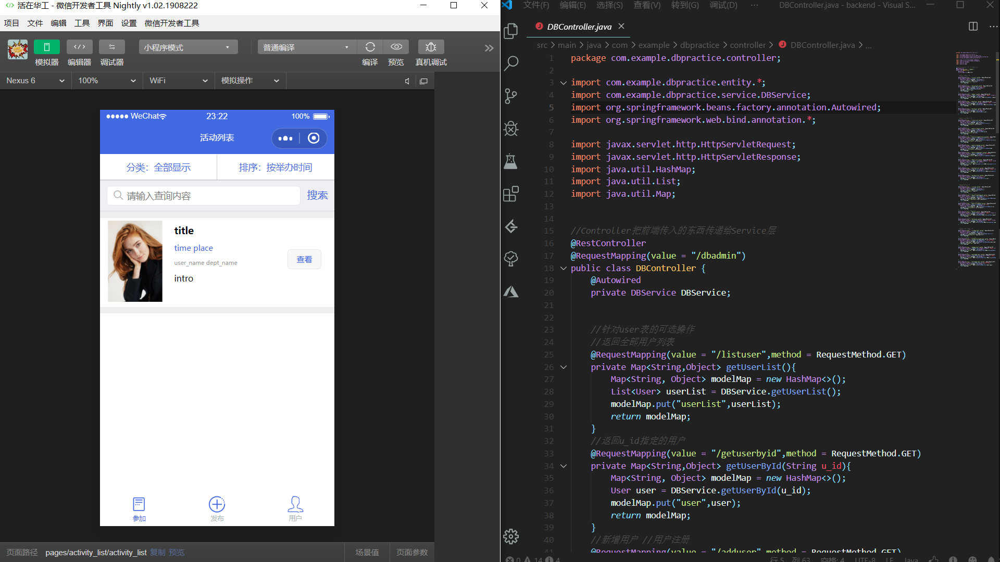 活在华工 - 微信开发者工具 Nightly v1.02.1908222
项目 文件 编辑 工具 界面 设置 微信开发者工具
小程序模式
普通编译
模拟器 编辑器 调试器
编译 预览 真机调试
Nexus 6
100%
WiFi
模拟操作
WeChat
23:22
100%
活动列表
分类：全部显示
排序：按举办时间
请输入查询内容
搜索
title
time place
user_name dept_name
intro
查看
参加
发布
用户
页面路径 pages/activity_list/activity_list 复制 预览
场景值
页面参数
文件(F) 编辑(E) 选择(S) 查看(V) 转到(G) 调试(D) ··· DBController.java - backend - Visual S...
DBController.java
src > main > java > com > example > dbpractice > controller > DBController.java > ...
1 package com.example.dbpractice.controller;
2
3 import com.example.dbpractice.entity.*;
4 import com.example.dbpractice.service.DBService;
5 import org.springframework.beans.factory.annotation.Autowired;
6 import org.springframework.web.bind.annotation.*;
7
8 import javax.servlet.http.HttpServletRequest;
9 import javax.servlet.http.HttpServletResponse;
10 import java.util.HashMap;
11 import java.util.List;
12 import java.util.Map;
13
14
15 //Controller把前端传入的东西传递给Service层
16 @RestController
17 @RequestMapping(value = "/dbadmin")
18 public class DBController {
19 @Autowired
20 private DBService DBService;
21
22
23 //针对user表的可选操作
24 //返回全部用户列表
25 @RequestMapping(value = "/listuser",method = RequestMethod.GET)
26 private Map<String,Object> getUserList(){
27 Map<String, Object> modelMap = new HashMap<>();
28 List<User> userList = DBService.getUserList();
29 modelMap.put("userList",userList);
30 return modelMap;
31 }
32 //返回u_id指定的用户
33 @RequestMapping(value = "/getuserbyid",method = RequestMethod.GET)
34 private Map<String,Object> getUserById(String u_id){
35 Map<String, Object> modelMap = new HashMap<>();
36 User user = DBService.getUserById(u_id);
37 modelMap.put("user",user);
38 return modelMap;
39 }
40 //新增用户 //用户注册
41 @RequestMapping(value = "/adduser",method = RequestMethod.GET)
0 14 4 行 5, 列 63 空格: 4 UTF-8 LF Java